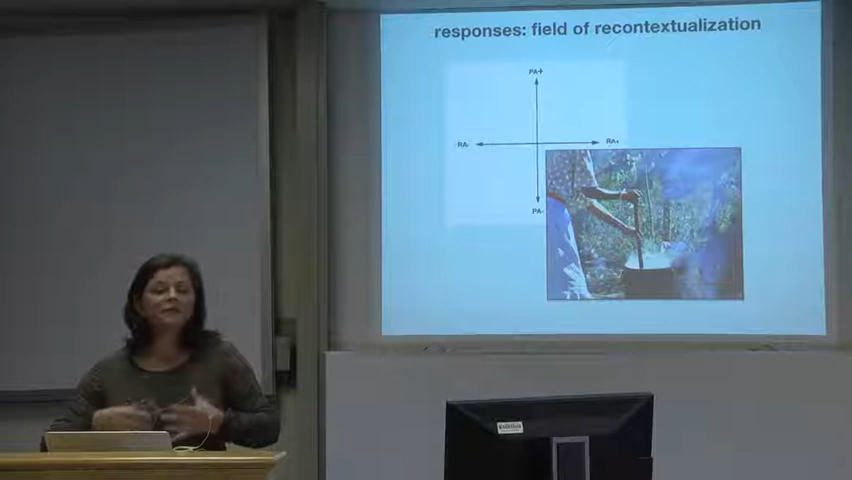 responses: field of recontextualization
PA+
RA-
RA+
PA-